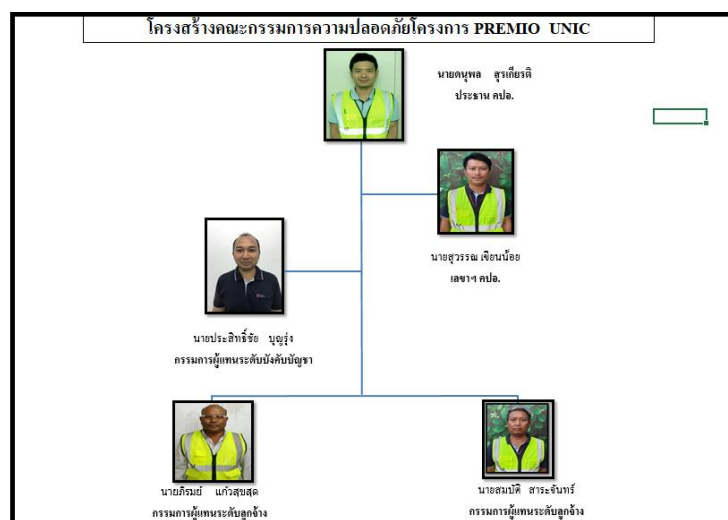 โครงสร้างคณะกรรมการความปลอดภัยโครงการ PREMIO UNIC
นายดนุพล สุรเกียรติ
ประธาน คปอ.
นายสุวรรณ เขียนน้อย
เลขาฯ คปอ.
นายประสิทธิ์ชัย บุญรุ่ง
กรรมการผู้แทนระดับบังคับบัญชา
นายภิรมย์ แก้วสุขสุด
กรรมการผู้แทนระดับลูกจ้าง
นายสมบัติ สาระจันทร์
กรรมการผู้แทนระดับลูกจ้าง